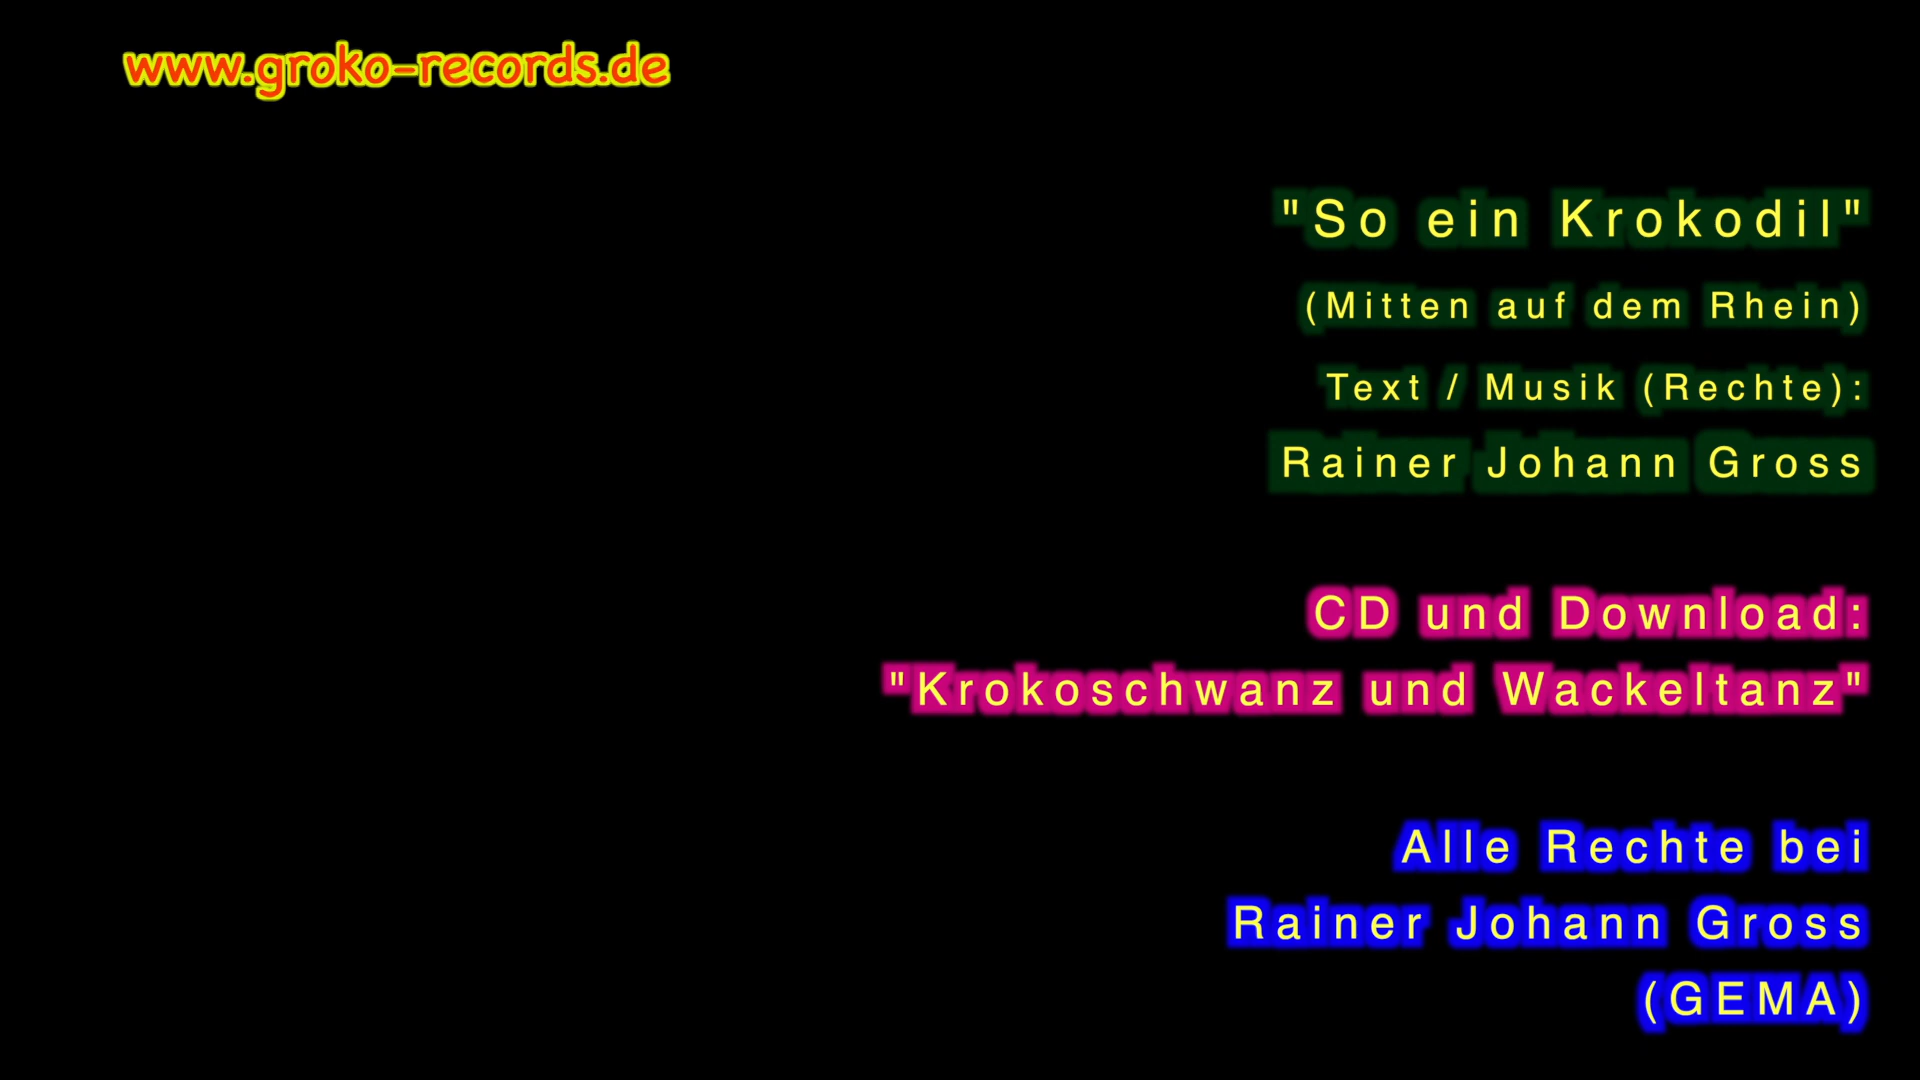 www.groko-records.de
"So ein Krokodil"
(Mitten auf dem Rhein)
Text / Musik (Rechte):
Rainer Johann Gross
CD und Download:
"Krokoschwanz und Wackeltanz"
Alle Rechte bei
Rainer Johann Gross
(GEMA)